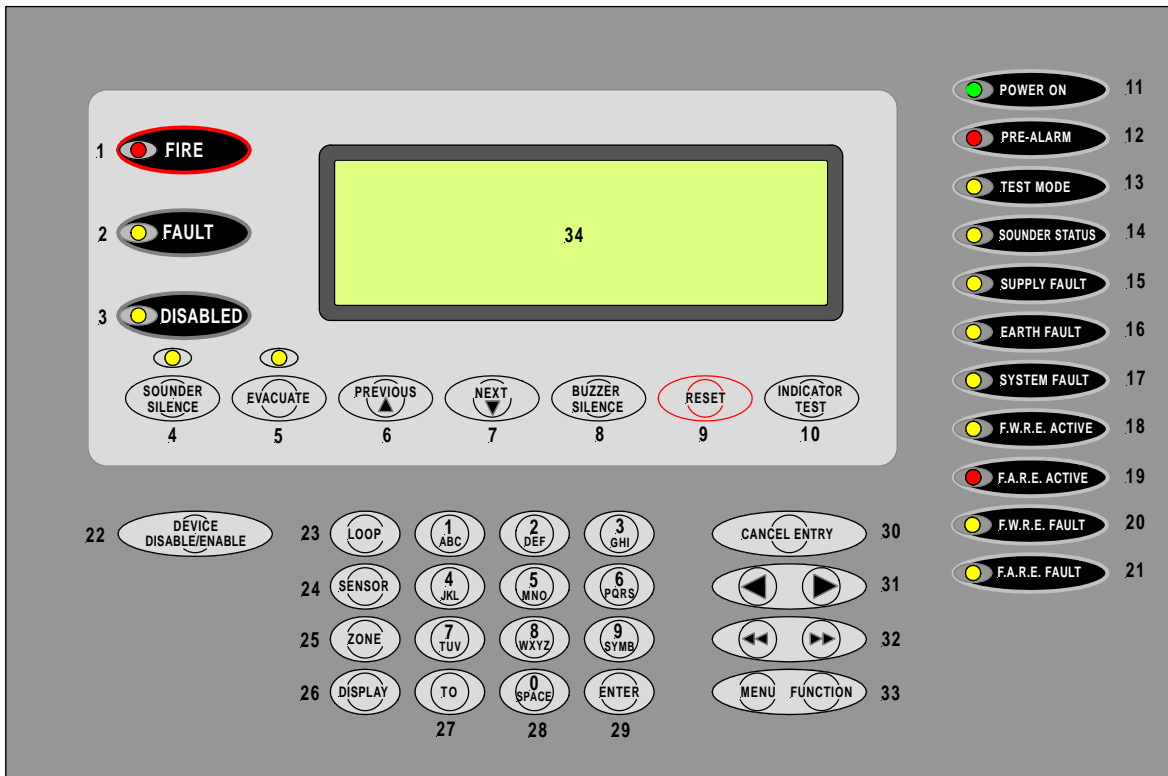 1 FIRE
2 FAULT
3 DISABLED
34
SOUNDER
SILENCE
EVACUATE
PREVIOUS
NEXT
BUZZER
SILENCE
RESET
INDICATOR
TEST
4 5 6 7 8 9 10
POWER ON 11
PRE-ALARM 12
TEST MODE 13
SOUNDER STATUS 14
SUPPLY FAULT 15
EARTH FAULT 16
SYSTEM FAULT 17
F.W.R.E. ACTIVE 18
F.A.R.E. ACTIVE 19
F.W.R.E. FAULT 20
F.A.R.E. FAULT 21
22 DEVICE
DISABLE/ENABLE
23 LOOP
1
ABC
2
DEF
3
GHI
24 SENSOR
4
JKL
5
MNO
6
PQRS
25 ZONE
7
TUV
8
WXYZ
9
SYMB
26 DISPLAY
TO
0
SPACE
ENTER
27 28 29
CANCEL ENTRY 30
31
32
MENU FUNCTION 33